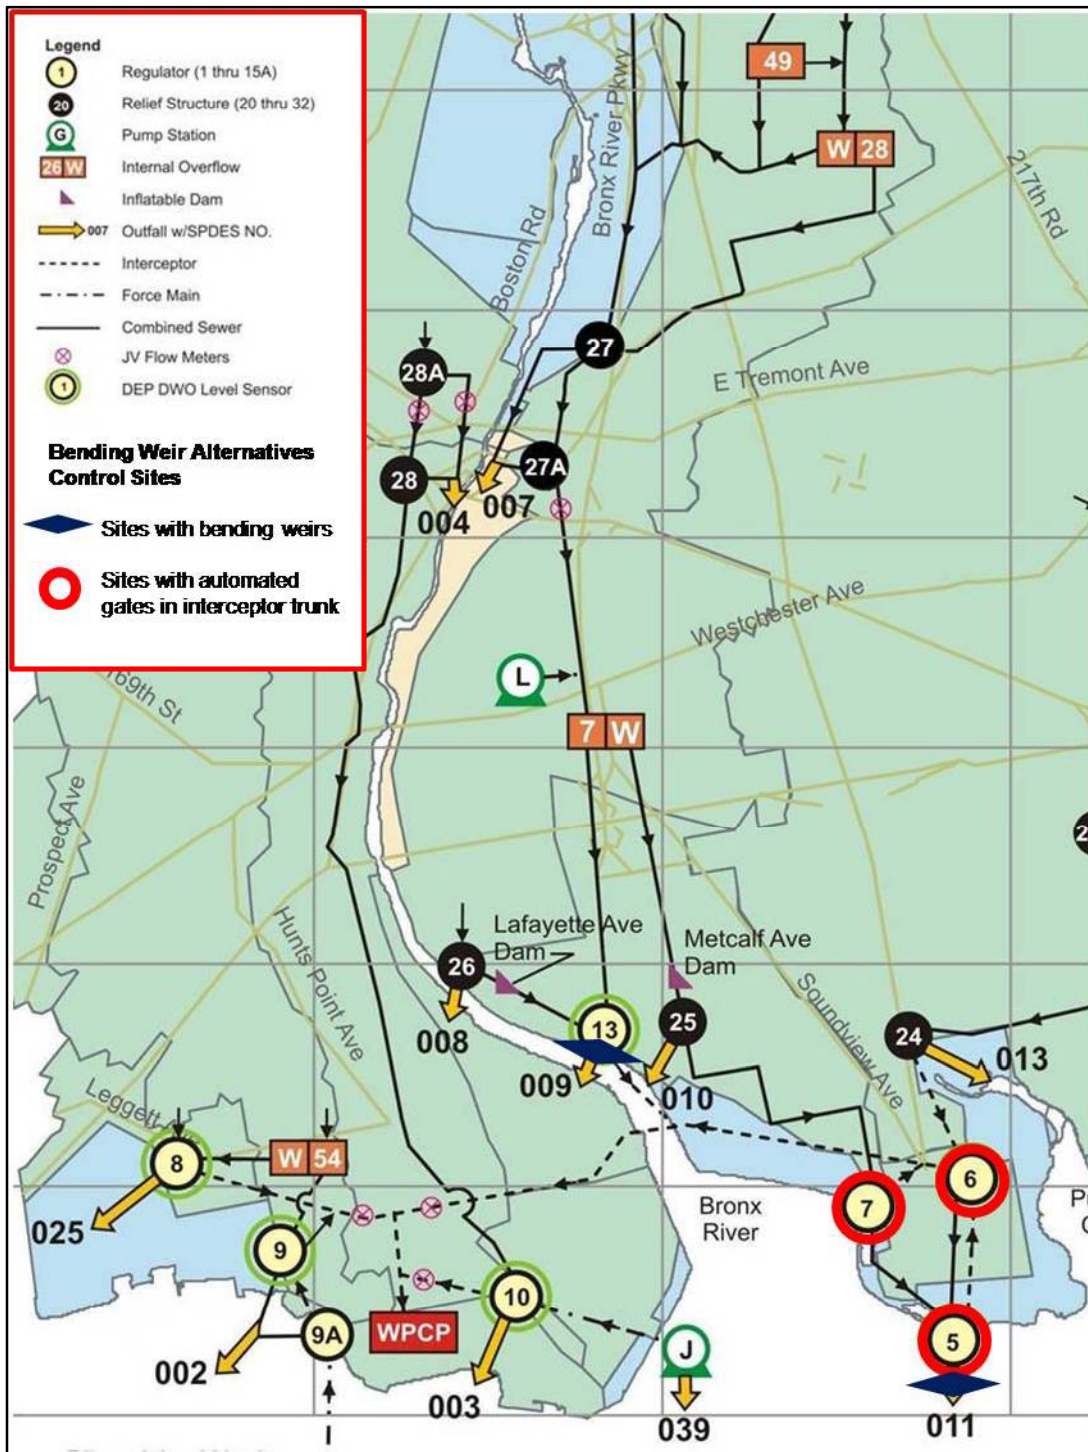 Legend
1 Regulator (1 thru 15A)
20 Relief Structure (20 thru 32)
G Pump Station
26 W Internal Overflow
Inflatable Dam
007 Outfall w/SPDES NO.
Interceptor
Force Main
Combined Sewer
JV Flow Meters
1 DEP DWO Level Sensor
Bending Weir Alternatives
Control Sites
Sites with bending weirs
Sites with automated
gates in interceptor trunk
49
Bronx River Pkwy
W 28
217th Rd
Boston Rd
27
28A
E Tremont Ave
27A
28
007
004
Westchester Ave
L
169th St
7 W
Prospect Ave
Hunts Point Ave
Lafayette Ave
Dam
Metcalf Ave
Dam
26
Soundview Ave
13
25
24
008
009
010
013
Leggett
8
W 54
6
7
Bronx
River
025
9
10
9A
WPCP
5
J
002
003
039
011